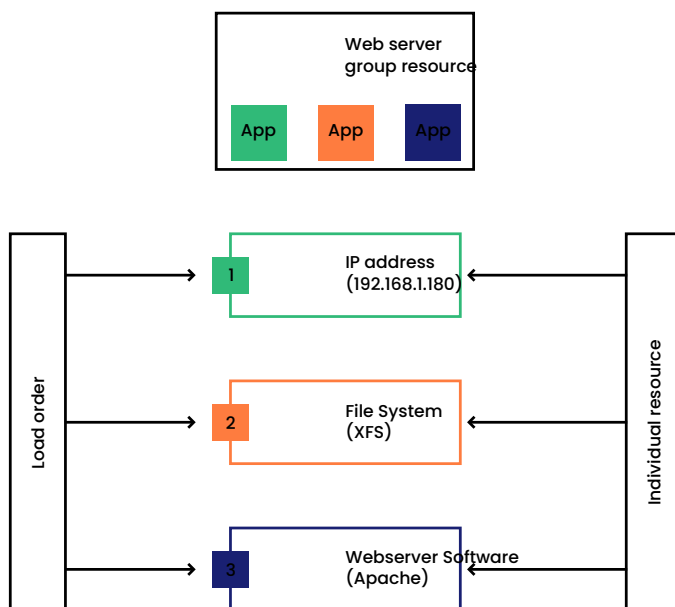 Web server
group resource
App
App
App
Load order
1
IP address
(192.168.1.180)
2
File System
(XFS)
3
Webserver Software
(Apache)
Individual resource